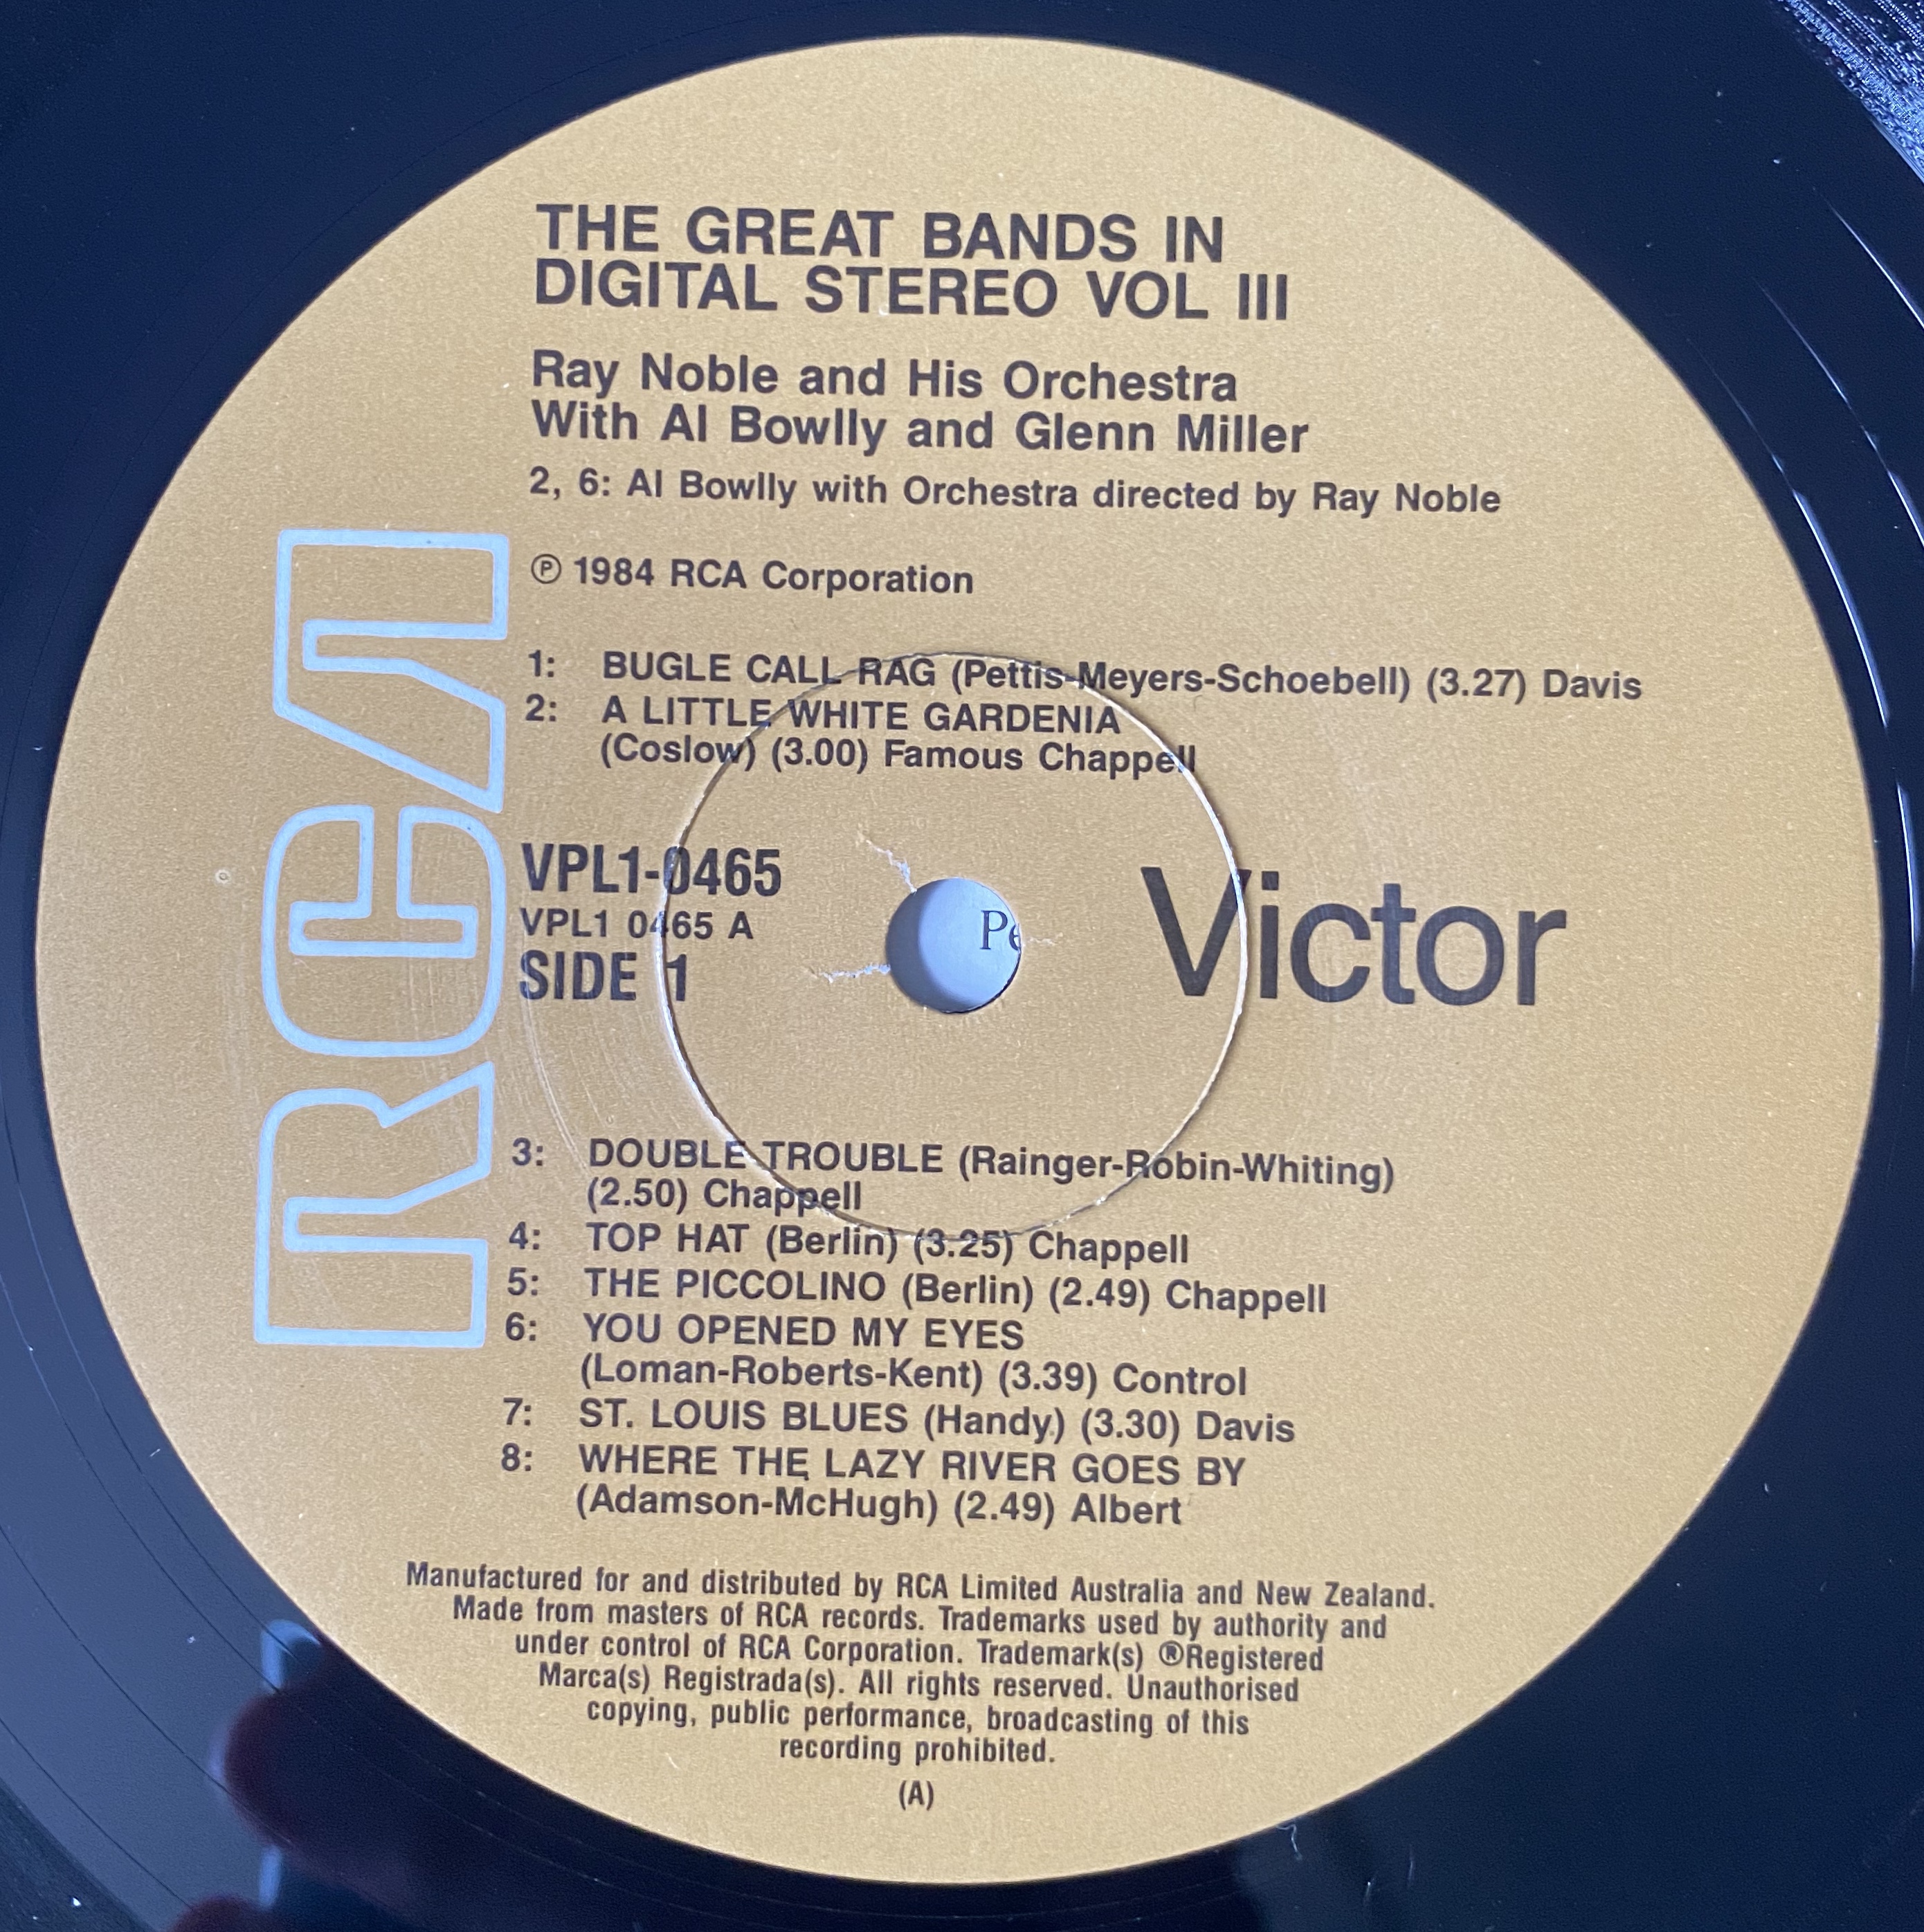 THE GREAT BANDS IN
DIGITAL STEREO VOL III
Ray Noble and His Orchestra
With Al Bowlly and Glenn Miller
2, 6: Al Bowlly with Orchestra directed by Ray Noble
℗ 1984 RCA Corporation
1: BUGLE CALL RAG (Pettis-Meyers-Schoebell) (3.27) Davis
2: A LITTLE WHITE GARDENIA
(Coslow) (3.00) Famous Chappell
RCA
VPL1-0465
VPL1 0465 A
SIDE 1
Victor
3: DOUBLE TROUBLE (Rainger-Robin-Whiting)
(2.50) Chappell
4: TOP HAT (Berlin) (3.25) Chappell
5: THE PICCOLINO (Berlin) (2.49) Chappell
6: YOU OPENED MY EYES
(Loman-Roberts-Kent) (3.39) Control
7: ST. LOUIS BLUES (Handy) (3.30) Davis
8: WHERE THE LAZY RIVER GOES BY
(Adamson-McHugh) (2.49) Albert
Manufactured for and distributed by RCA Limited Australia and New Zealand.
Made from masters of RCA records. Trademarks used by authority and
under control of RCA Corporation. Trademark(s) ®Registered
Marca(s) Registrada(s). All rights reserved. Unauthorised
copying, public performance, broadcasting of this
recording prohibited.
(A)